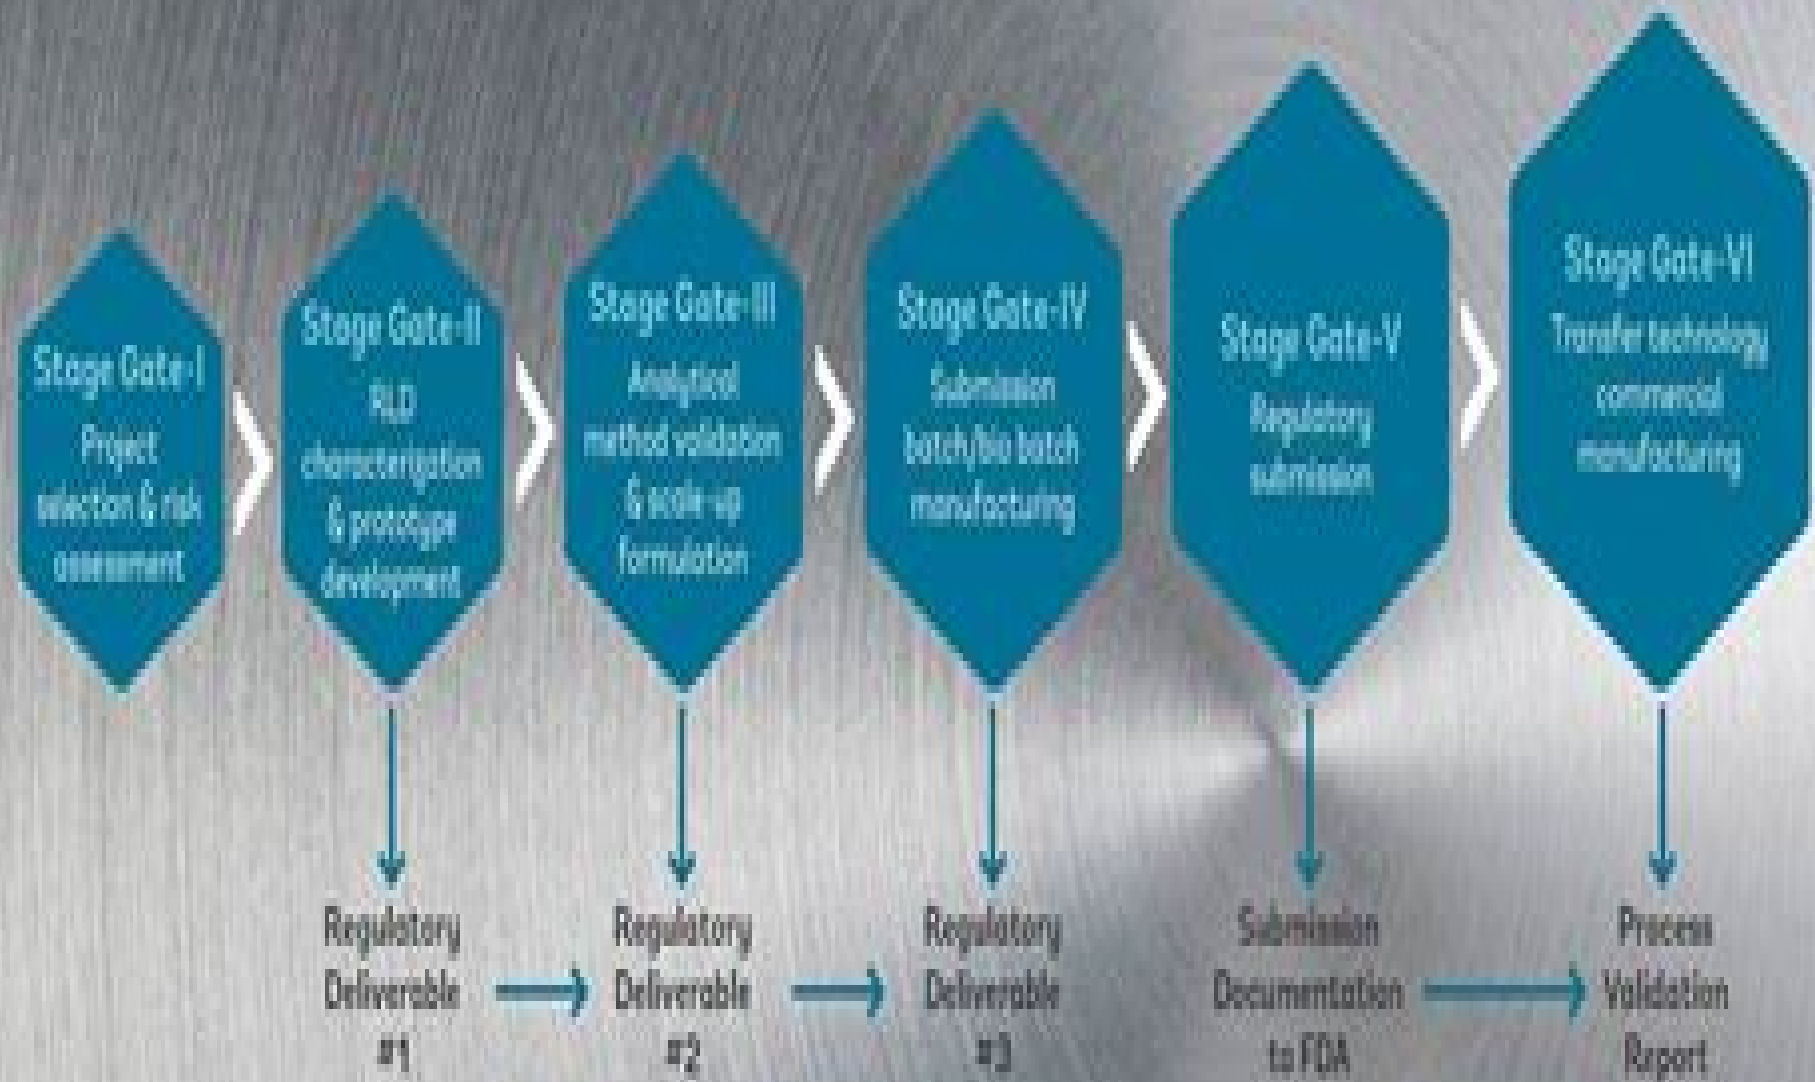 Stage Gate-I
Project
selection & risk
assessment
Stage Gate-II
RLD
characterization
& prototype
development
Stage Gate-III
Analytical
method validation
& scale-up
formulation
Stage Gate-IV
Submission
batch/bio batch
manufacturing
Stage Gate-V
Regulatory
submission
Stage Gate-VI
Transfer technology
commercial
manufacturing
Regulatory
Deliverable
#1
Regulatory
Deliverable
#2
Regulatory
Deliverable
#3
Submission
Documentation
to FDA
Process
Validation
Report